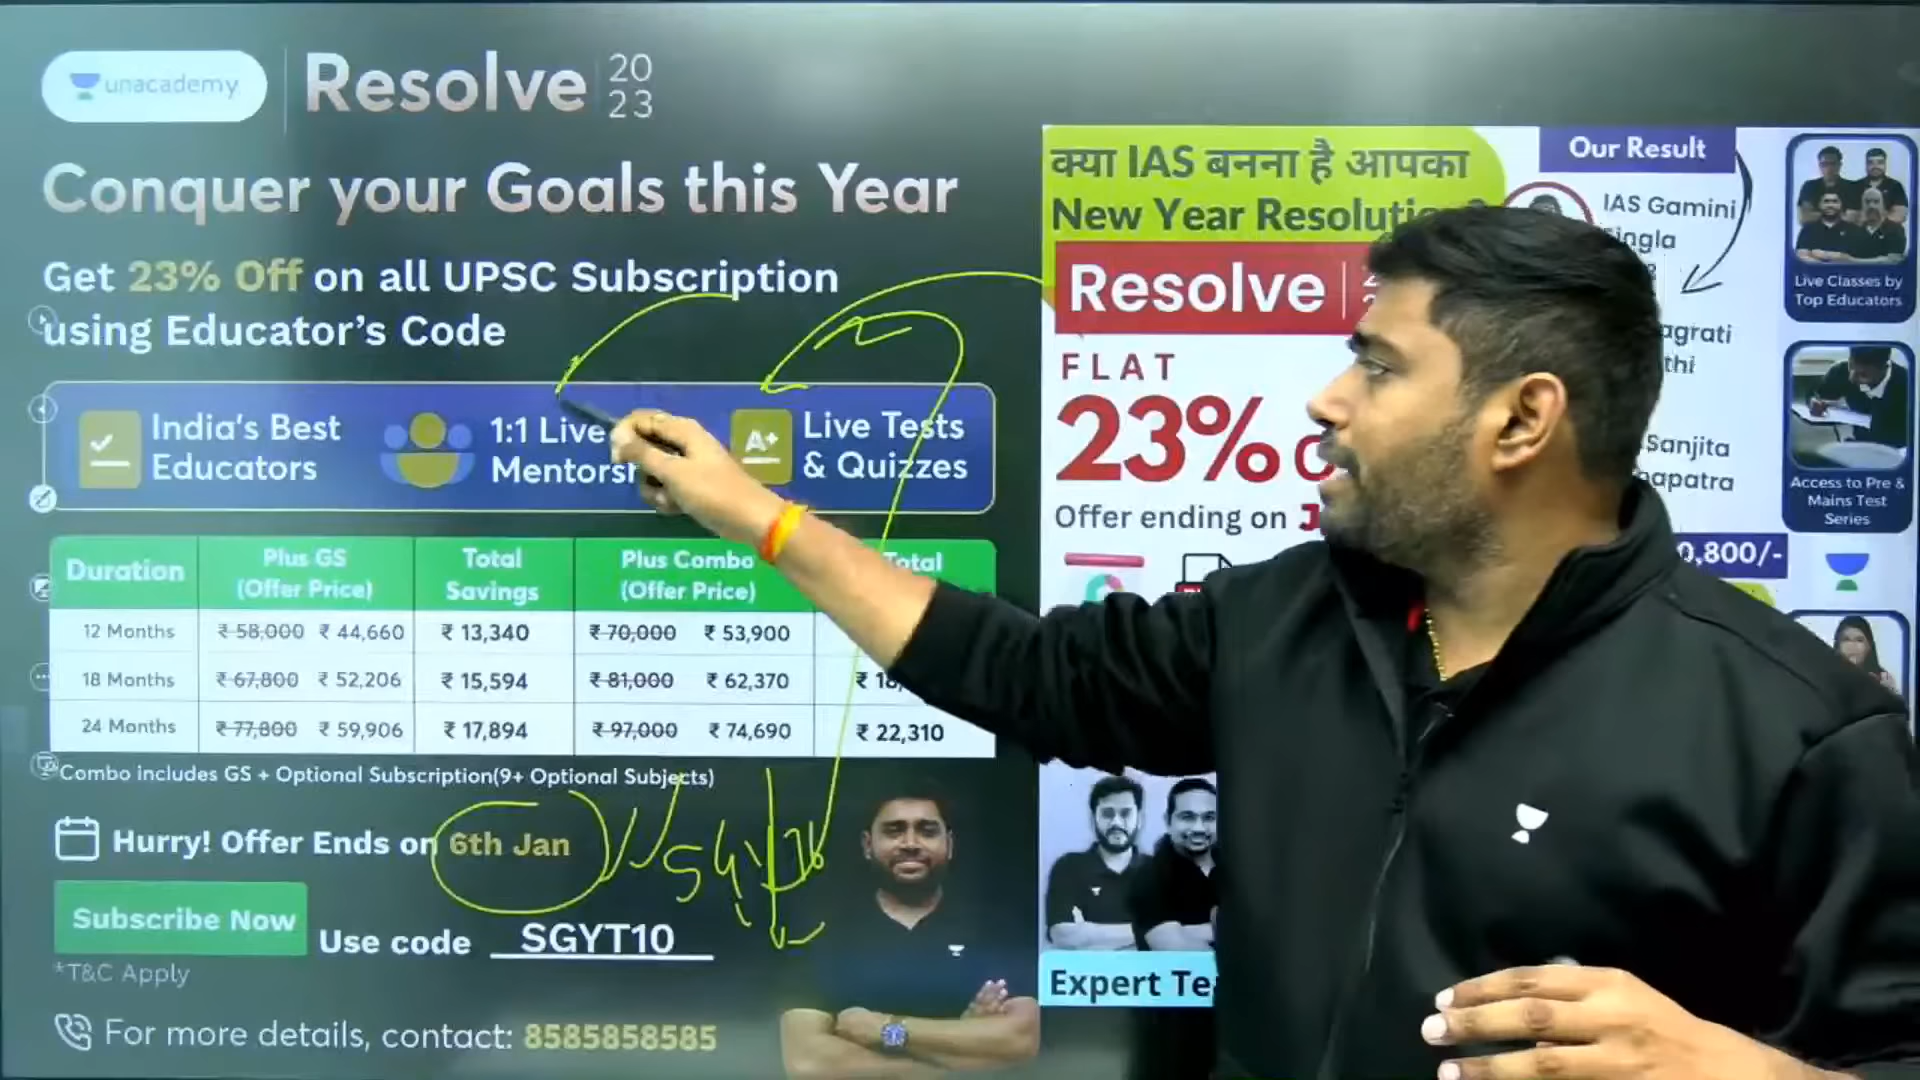 unacademy
Resolve 20 23
Conquer your Goals this Year
Get 23% Off on all UPSC Subscription
using Educator's Code
India's Best
Educators
1:1 Live
A+
Live Tests
& Quizzes
Duration
Plus GS
(Offer Price)
Total
Savings
Plus Combo
(Offer Price)
Total
12 Months ₹ 58,000 ₹ 44,660 ₹ 13,340 ₹ 70,000 ₹ 53,900
18 Months ₹ 67,800 ₹ 52,206 ₹ 15,594 ₹ 81,000 ₹ 62,370
24 Months ₹ 77,800 ₹ 59,906 ₹ 17,894 ₹ 97,000 ₹ 74,690 ₹ 22,310
Combo includes GS + Optional Subscription(9+ Optional Subjects)
Hurry! Offer Ends on 6th Jan
Subscribe Now
Use code SGYT10
*T&C Apply
For more details, contact: 8585858585
क्या IAS बनना है आपका
New Year
Resolve
FLAT
23%
Offer ending on
Expert
Our Result
IAS Gamini
Sanjita
Live Classes by
Top Educators
Access to Pre &
Mains Test
Series